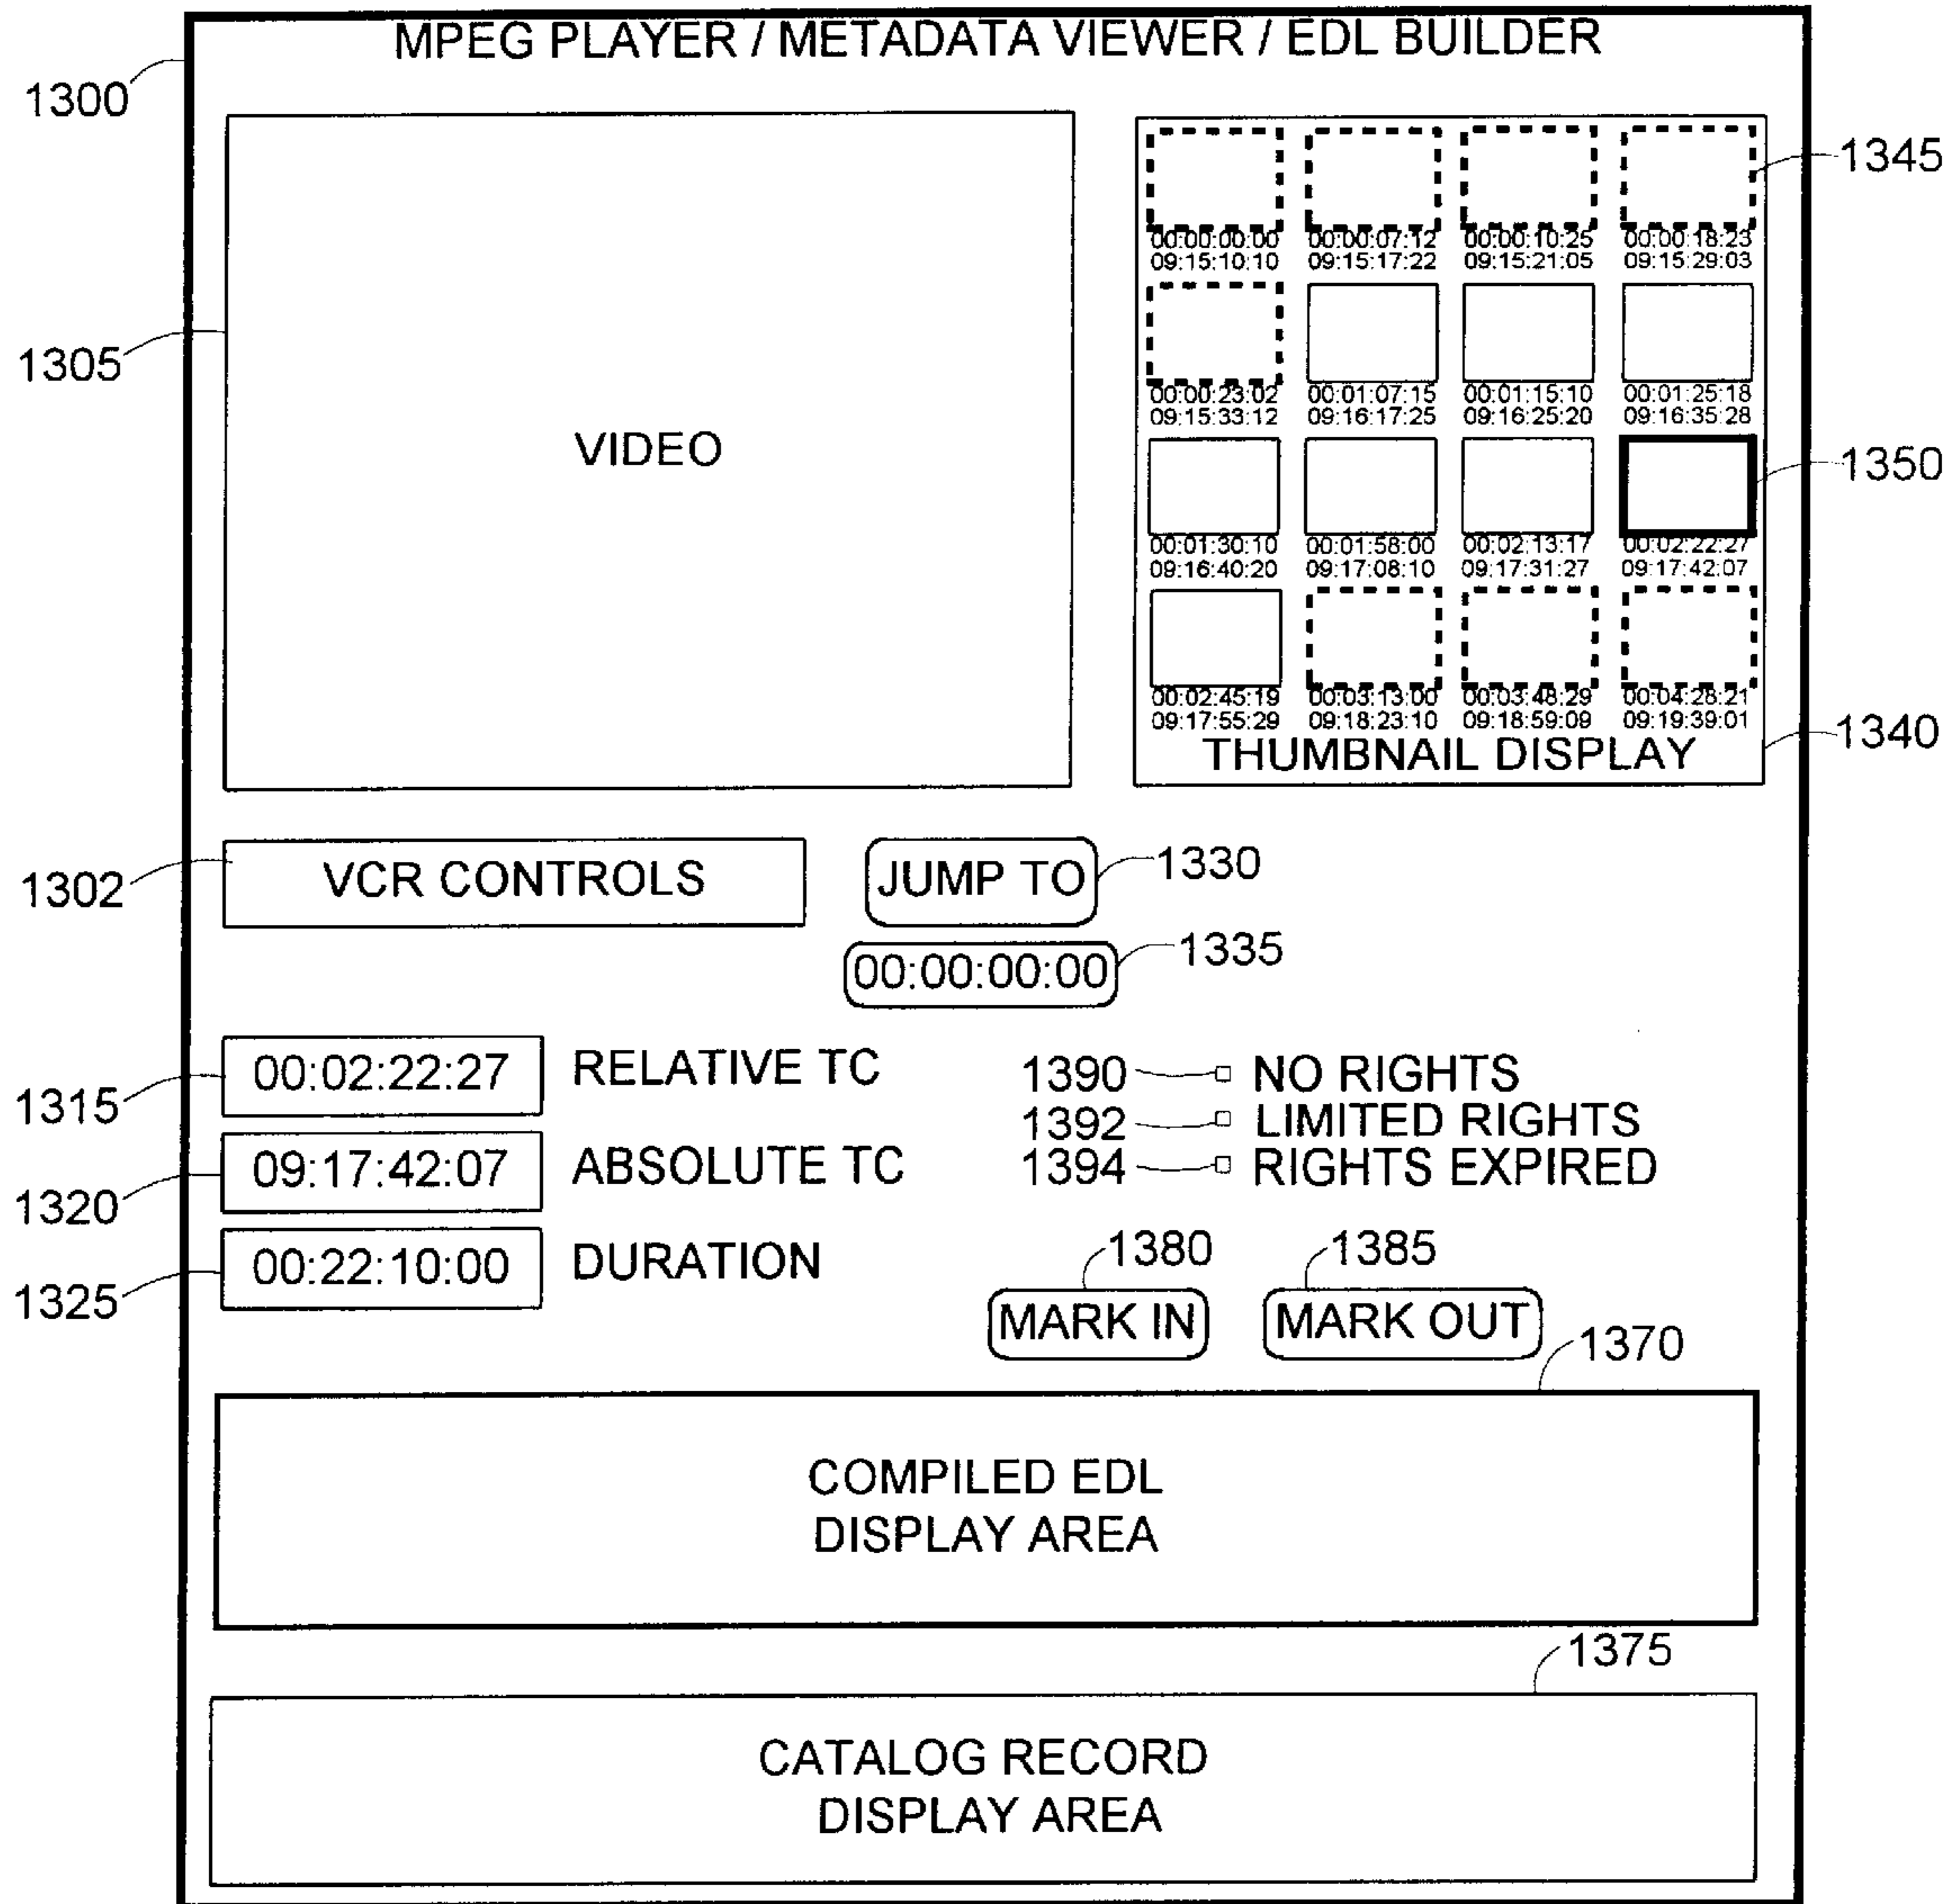 MPEG PLAYER / METADATA VIEWER / EDL BUILDER
1300
1305
VIDEO
00:00:00:00 00:00:07:12 00:00:10:25 00:00:18:23
09:15:10:10 09:15:17:22 09:15:21:05 09:15:29:03
1345
00:00:23:02 00:01:07:15 00:01:15:10 00:01:25:18
09:15:33:12 09:16:17:25 09:16:25:20 09:16:35:28
1350
00:01:30:10 00:01:58:00 00:02:13:17 00:02:22:27
09:16:40:20 09:17:08:10 09:17:31:27 09:17:42:07
00:02:45:19 00:03:13:00 00:03:48:29 00:04:28:21
09:17:55:29 09:18:23:10 09:18:59:09 09:19:39:01
THUMBNAIL DISPLAY
1340
1302
VCR CONTROLS
JUMP TO
1330
00:00:00:00
1335
1315
00:02:22:27 RELATIVE TC
1320
09:17:42:07 ABSOLUTE TC
1325
00:22:10:00 DURATION
1390 NO RIGHTS
1392 LIMITED RIGHTS
1394 RIGHTS EXPIRED
1380
MARK IN
1385
MARK OUT
1370
COMPILED EDL
DISPLAY AREA
1375
CATALOG RECORD
DISPLAY AREA